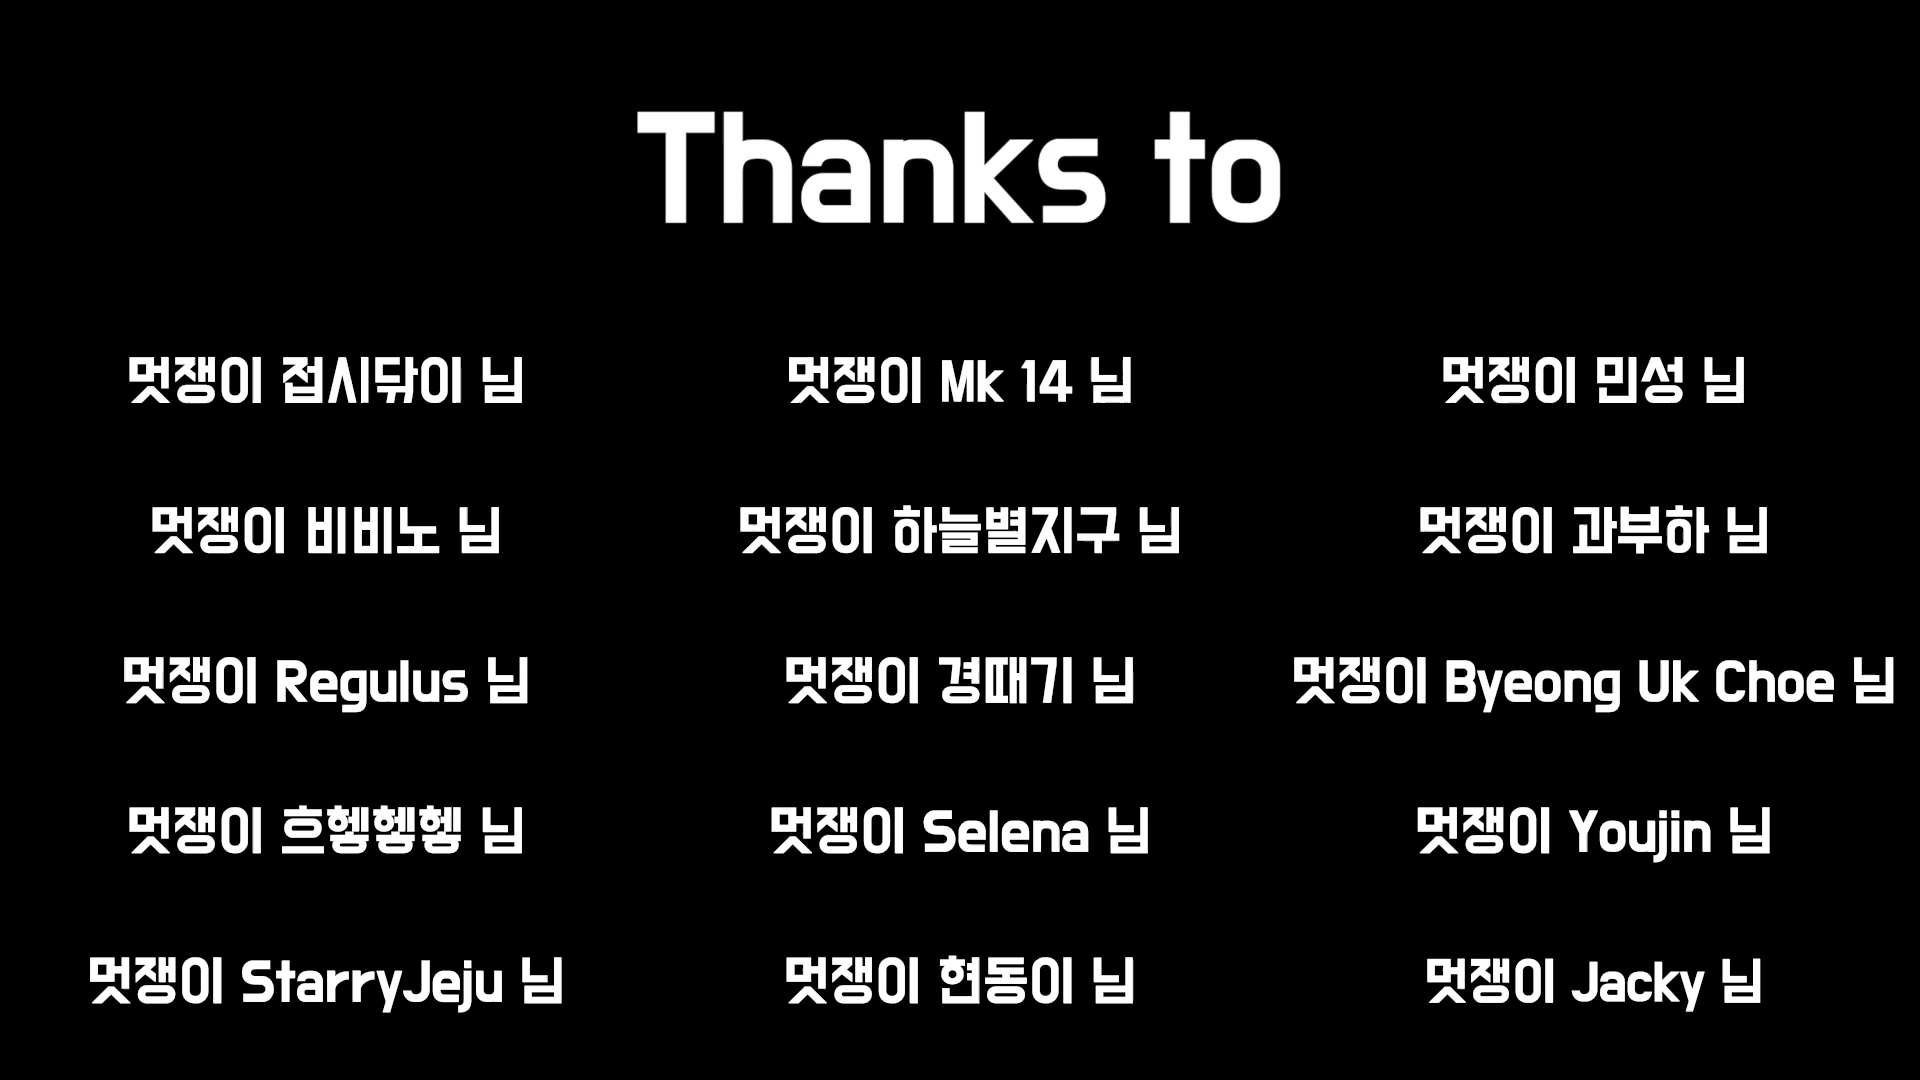 Thanks to
멋쟁이 접시닦이 님
멋쟁이 Mk 14 님
멋쟁이 민성 님
멋쟁이 비비노 님
멋쟁이 하늘별지구 님
멋쟁이 과부하 님
멋쟁이 Regulus 님
멋쟁이 경때기 님
멋쟁이 Byeong Uk Choe 님
멋쟁이 흐헿헿헿 님
멋쟁이 Selena 님
멋쟁이 Youjin 님
멋쟁이 StarryJeju 님
멋쟁이 현동이 님
멋쟁이 Jacky 님